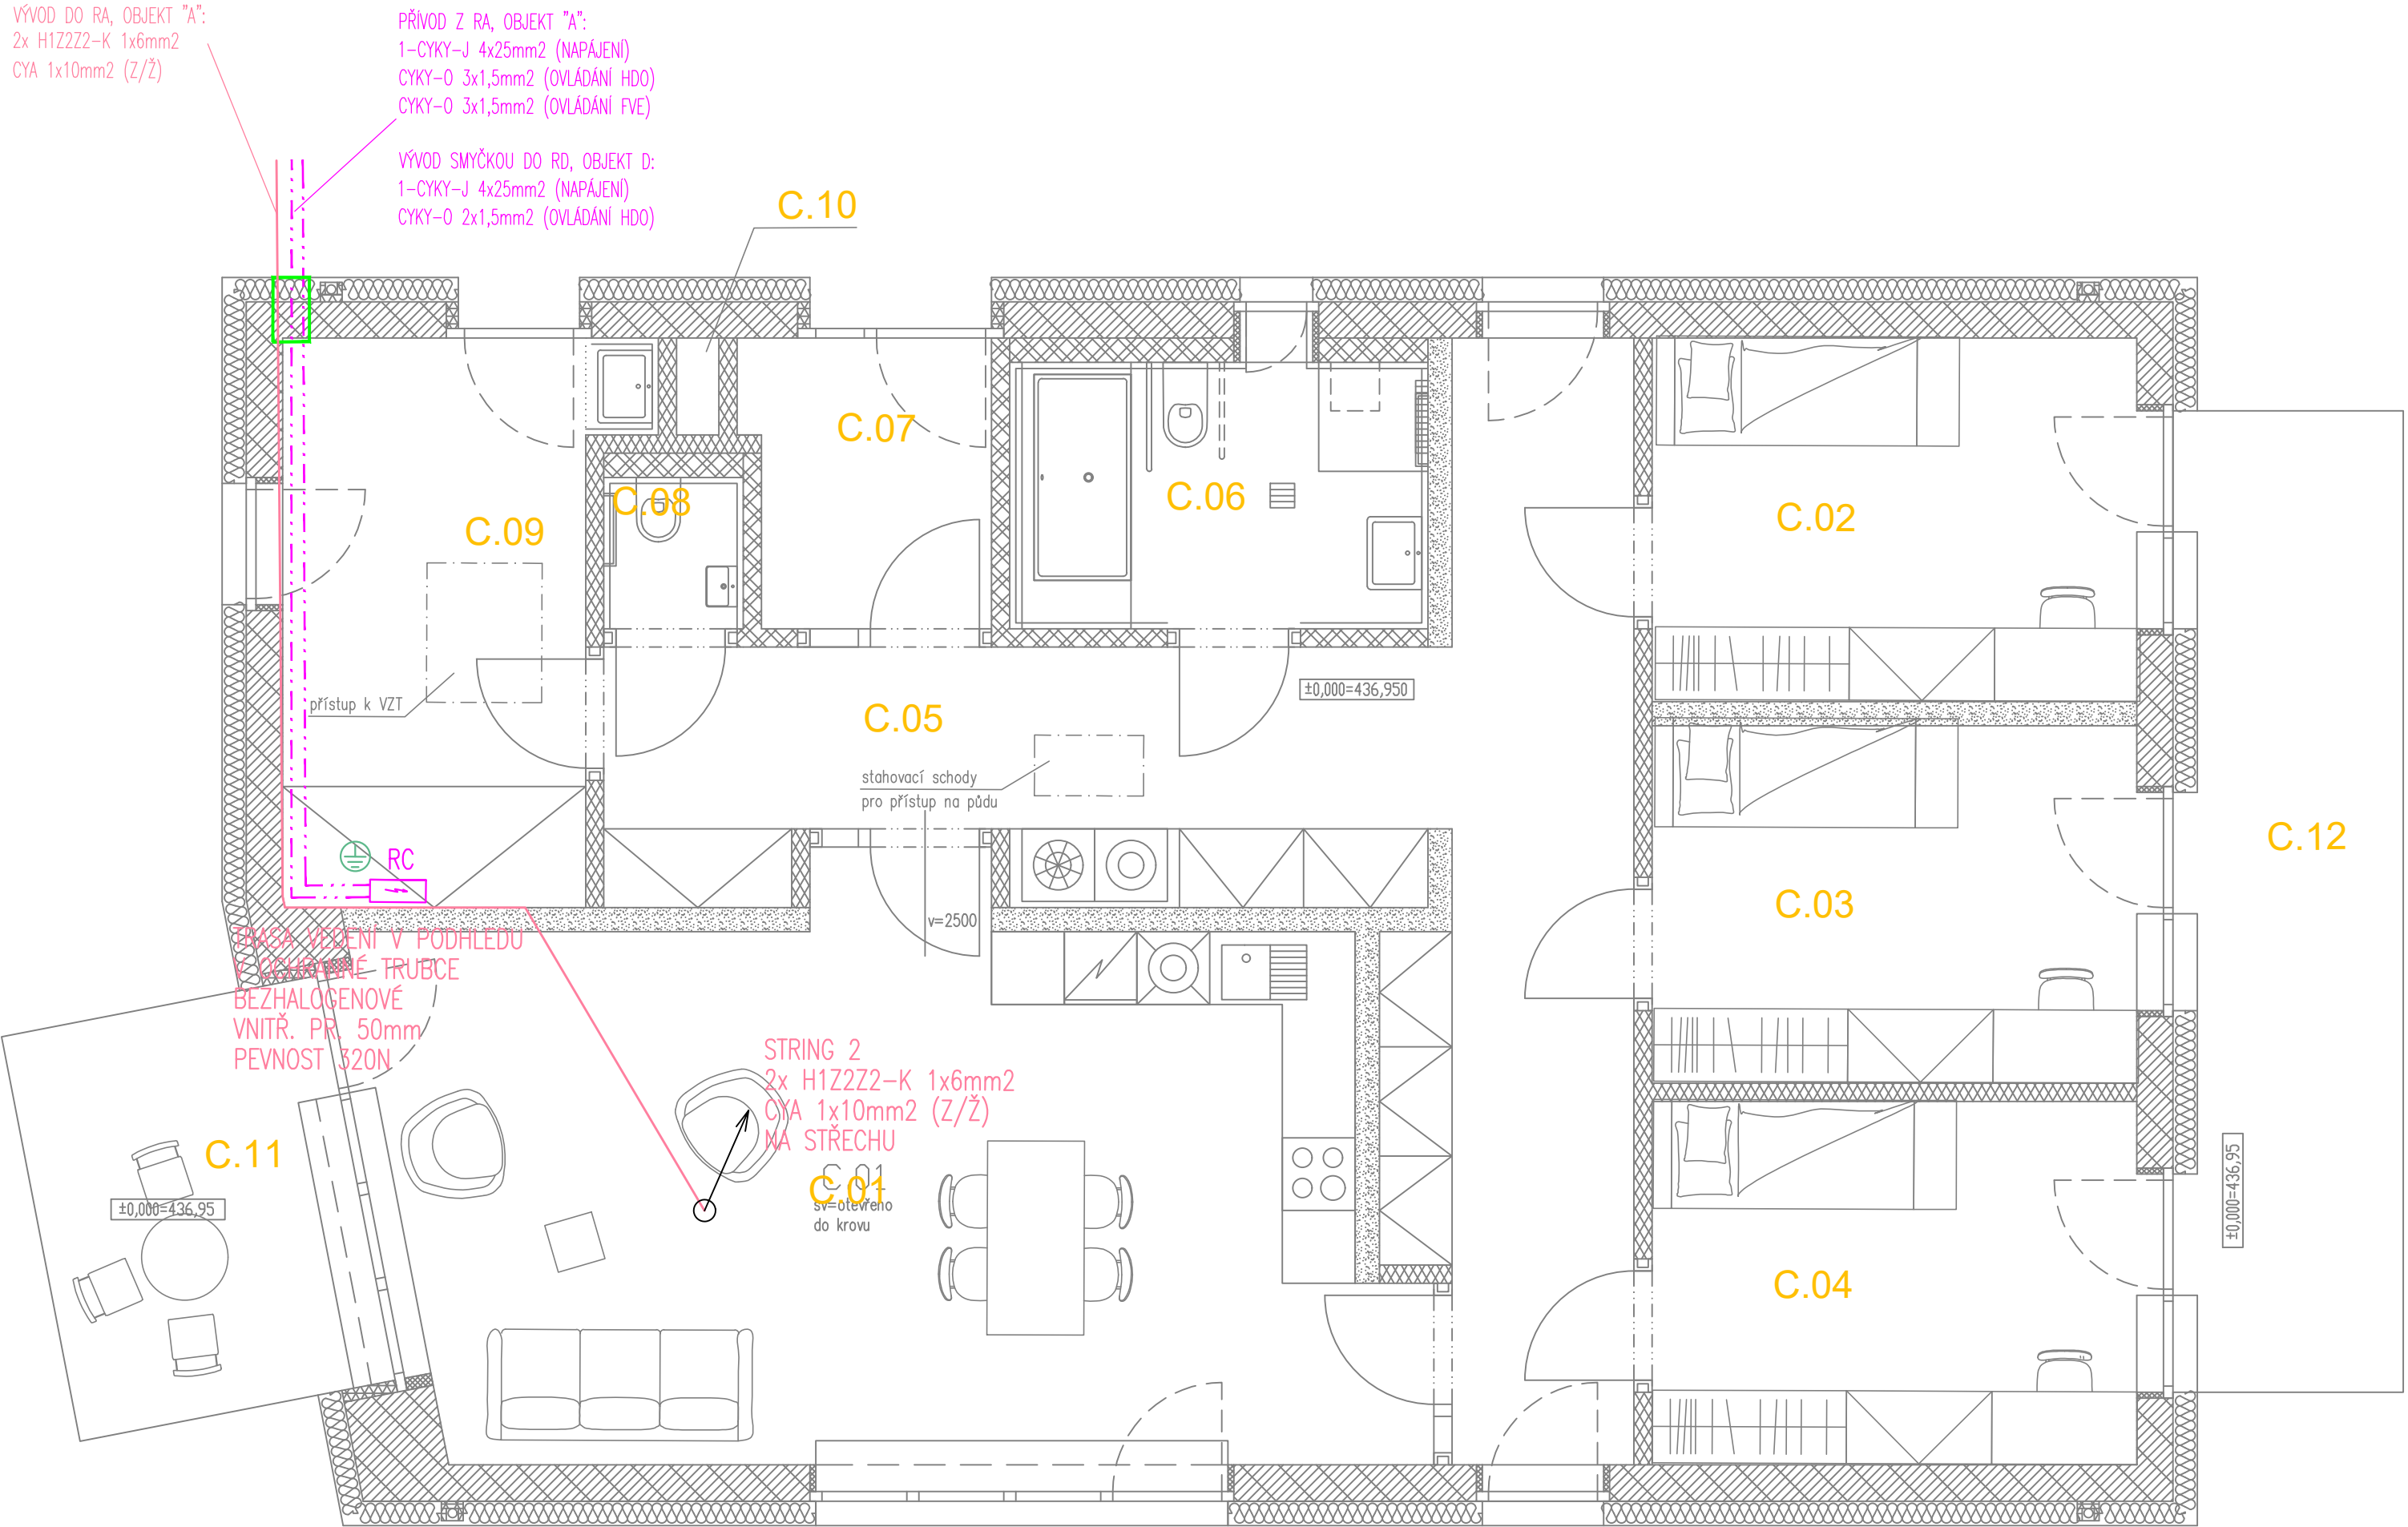 VÝVOD DO RA, OBJEKT "A":
2x H1Z2Z2-K 1x6mm2
CYA 1x10mm2 (Z/Ž)
PŘÍVOD Z RA, OBJEKT "A":
1-CYKY-J 4x25mm2 (NAPÁJENÍ)
CYKY-O 3x1,5mm2 (OVLÁDÁNÍ HDO)
CYKY-O 3x1,5mm2 (OVLÁDÁNÍ FVE)
VÝVOD SMYČKOU DO RD, OBJEKT D:
1-CYKY-J 4x25mm2 (NAPÁJENÍ)
CYKY-O 2x1,5mm2 (OVLÁDÁNÍ HDO)
C.10
C.07
C.08
C.06
C.09
C.02
přístup k VZT
±0,000=436,950
C.05
stahovací schody
pro přístup na půdu
C.12
RC
C.03
v=2500
TRASA VEDENÍ V PODHLEDU
V OCHRANNÉ TRUBCE
BEZHALOGENOVÉ
VNITŘ. PR. 50mm
PEVNOST 320N
STRING 2
2x H1Z2Z2-K 1x6mm2
CYA 1x10mm2 (Z/Ž)
NA STŘECHU
C.11
±0,000=436,95
C.01
C.01
sv=otevřeno
do krovu
C.04
±0,000=436,95